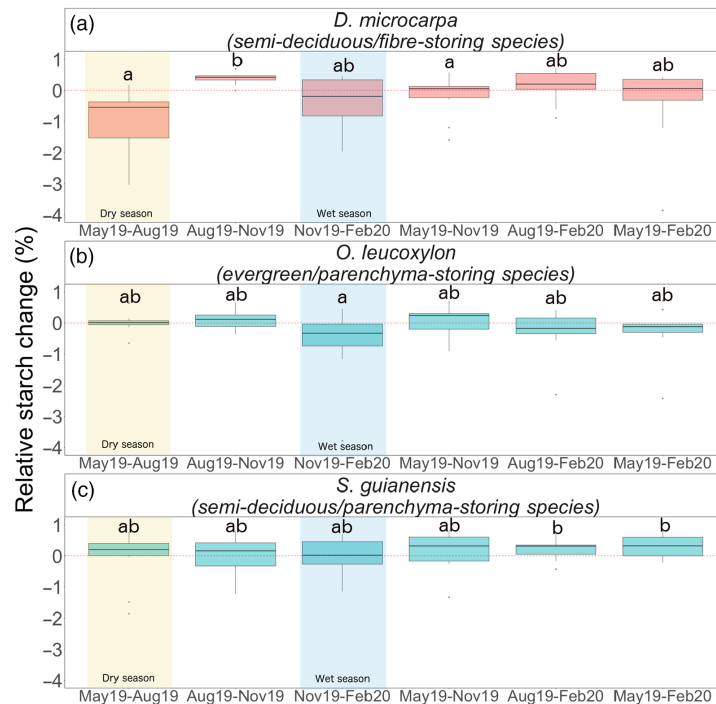 (a)
D. microcarpa
(semi-deciduous/fibre-storing species)
1
0
−1
−2
−3
−4
a
b
ab
a
ab
ab
Dry season
Wet season
May19-Aug19 Aug19-Nov19 Nov19-Feb20 May19-Nov19 Aug19-Feb20 May19-Feb20
Relative starch change (%)
(b)
O. leucoxylon
(evergreen/parenchyma-storing species)
1
0
−1
−2
−3
−4
ab
ab
a
ab
ab
ab
Dry season
Wet season
May19-Aug19 Aug19-Nov19 Nov19-Feb20 May19-Nov19 Aug19-Feb20 May19-Feb20
(c)
S. guianensis
(semi-deciduous/parenchyma-storing species)
1
0
−1
−2
−3
−4
ab
ab
ab
ab
b
b
Dry season
Wet season
May19-Aug19 Aug19-Nov19 Nov19-Feb20 May19-Nov19 Aug19-Feb20 May19-Feb20